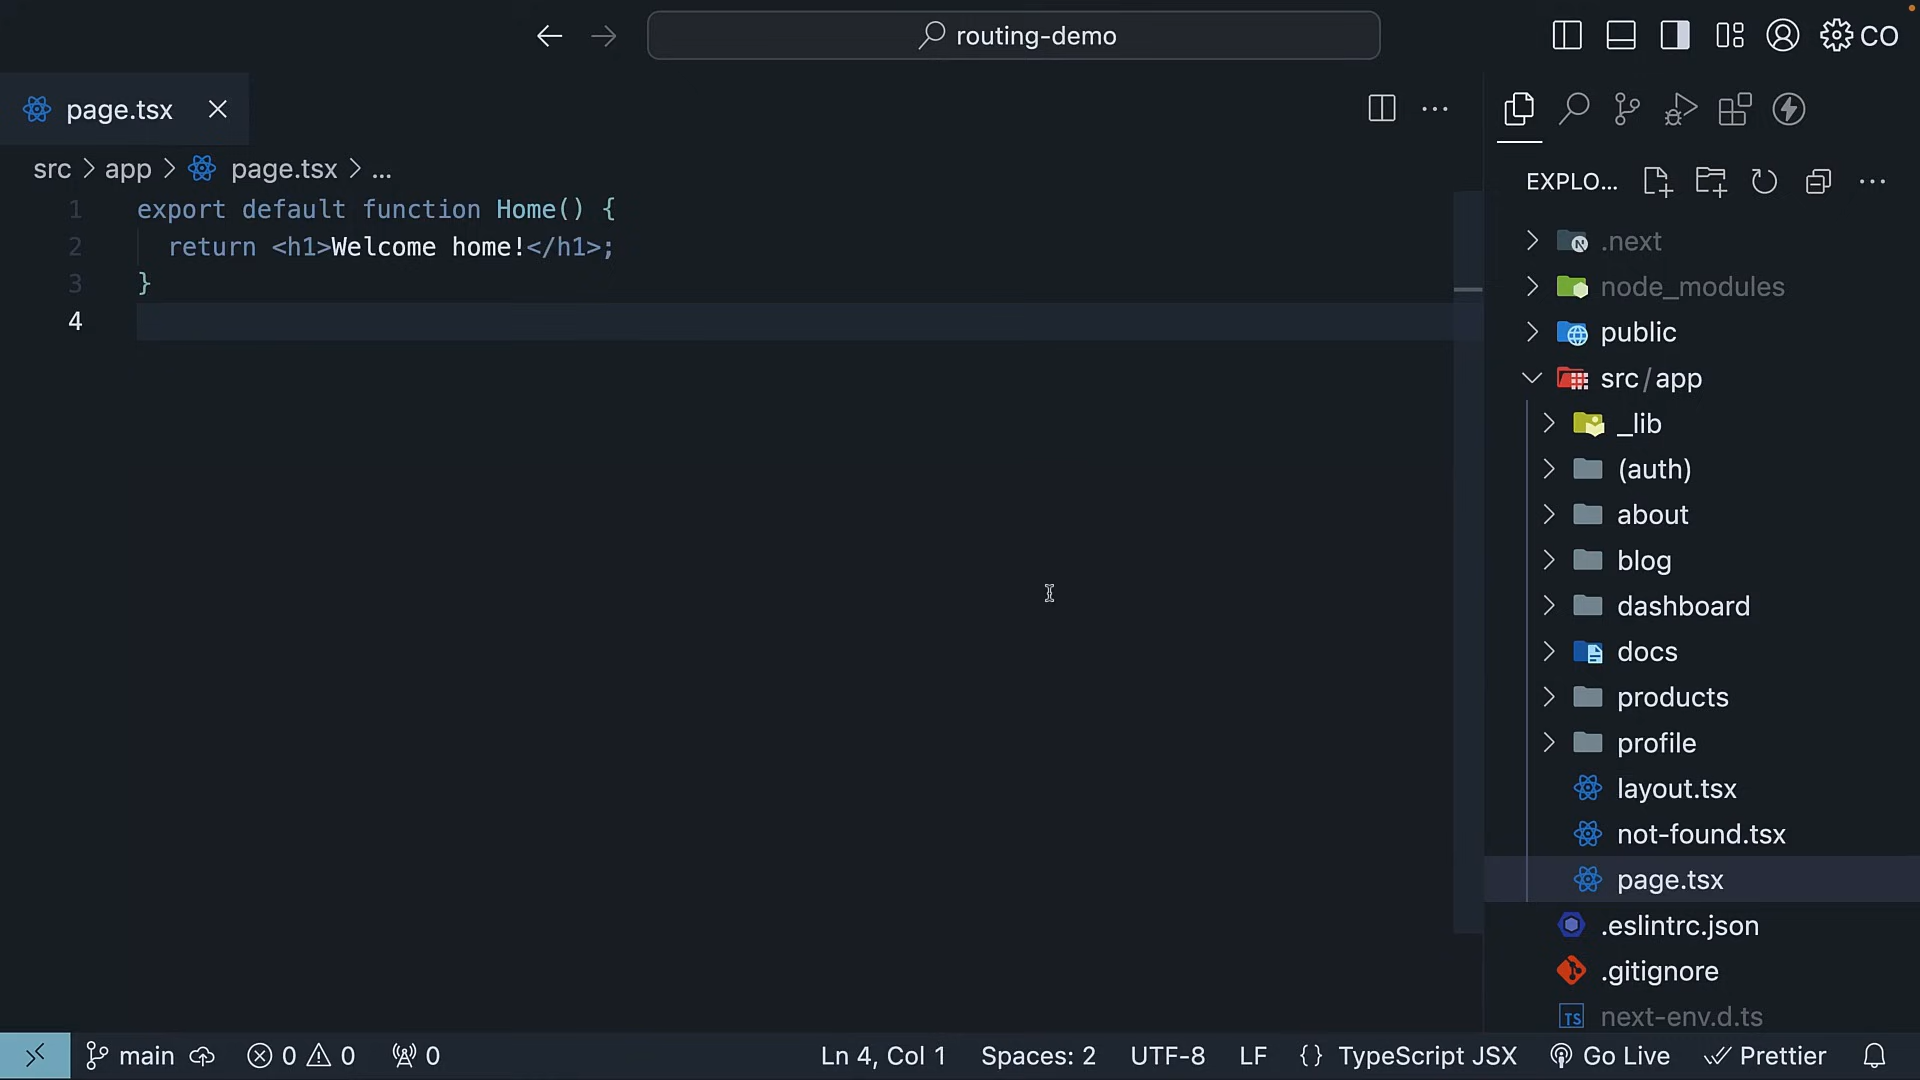 routing-demo
CO
page.tsx
src > app > page.tsx > ...
EXPLO...
1 export default function Home() {
2 return <h1>Welcome home!</h1>;
3 }
4
.next
node_modules
public
src/app
_lib
(auth)
about
blog
dashboard
docs
products
profile
layout.tsx
not-found.tsx
page.tsx
.eslintrc.json
.gitignore
TS next-env.d.ts
main 0 0 0 Ln 4, Col 1 Spaces: 2 UTF-8 LF {} TypeScript JSX Go Live Prettier